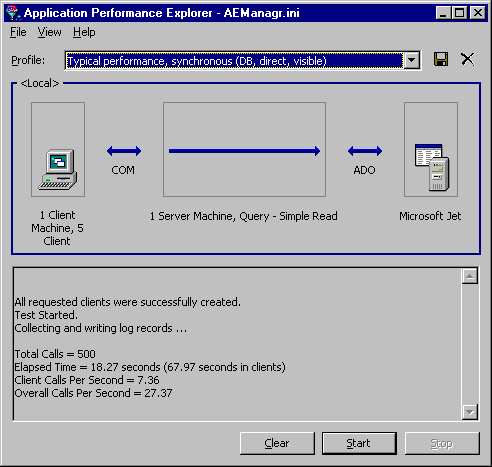 Application Performance Explorer - AEManagr.ini
File View Help
Profile: Typical performance, synchronous (DB, direct, visible)
<Local>
COM
ADO
1 Client
Machine, 5
Client
1 Server Machine, Query - Simple Read
Microsoft Jet
All requested clients were successfully created.
Test Started.
Collecting and writing log records ...
Total Calls = 500
Elapsed Time = 18.27 seconds (67.97 seconds in clients)
Client Calls Per Second = 7.36
Overall Calls Per Second = 27.37
Clear Start Stop